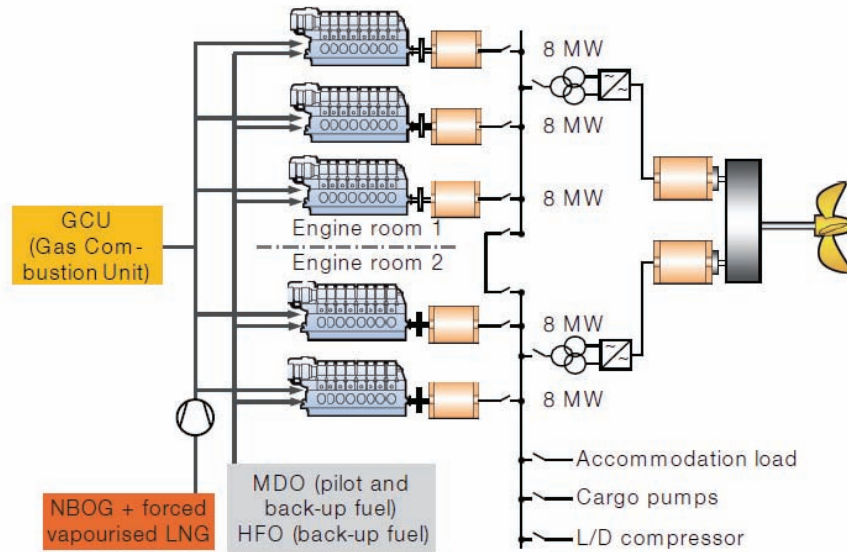 8 MW
8 MW
8 MW
GCU
(Gas Com-
bustion Unit)
Engine room 1
Engine room 2
8 MW
8 MW
NBOG + forced
vapourised LNG
MDO (pilot and
back-up fuel)
HFO (back-up fuel)
Accommodation load
Cargo pumps
L/D compressor
~
~
~
~